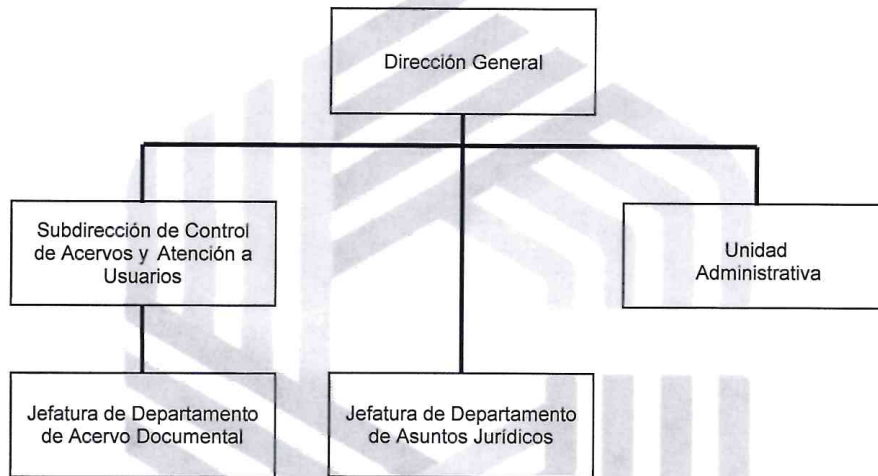 Dirección General
Subdirección de Control
de Acervos y Atención a
Usuarios
Unidad
Administrativa
Jefatura de Departamento
de Acervo Documental
Jefatura de Departamento
de Asuntos Jurídicos